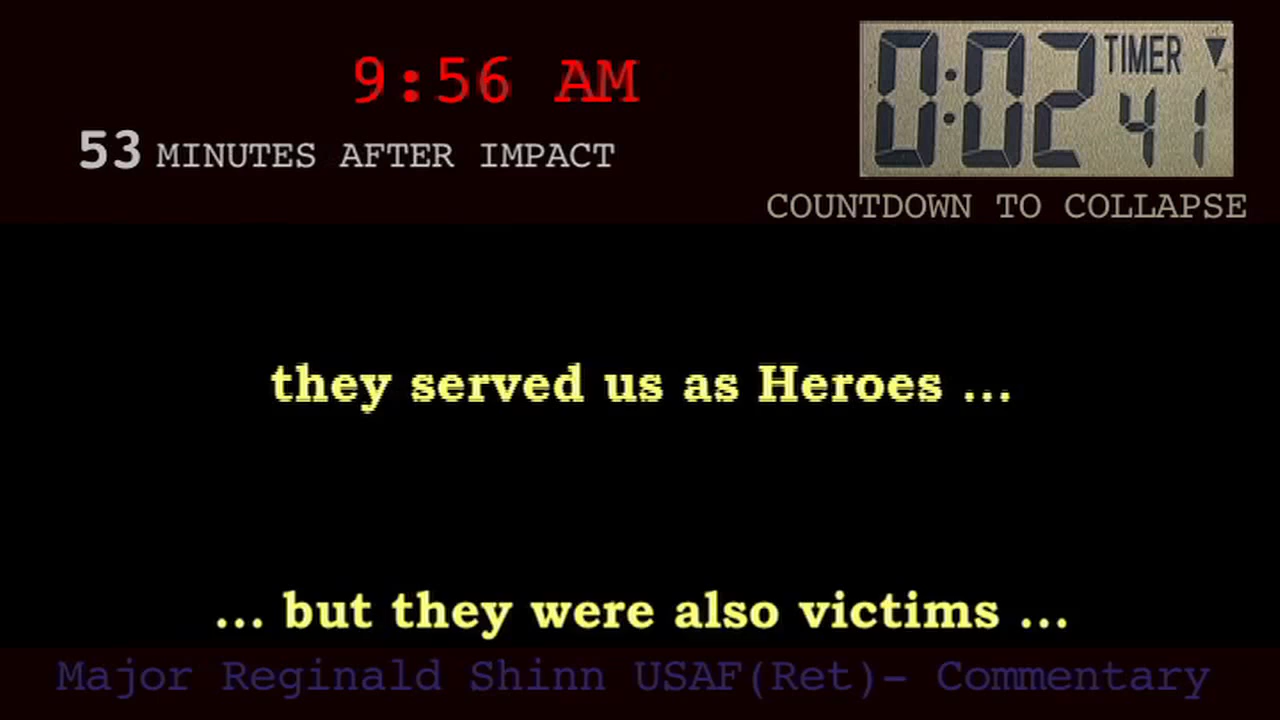 9:56 AM
53 MINUTES AFTER IMPACT
0:02 41 TIMER
COUNTDOWN TO COLLAPSE
they served us as Heroes ...
... but they were also victims ...
Major Reginald Shinn USAF(Ret)- Commentary